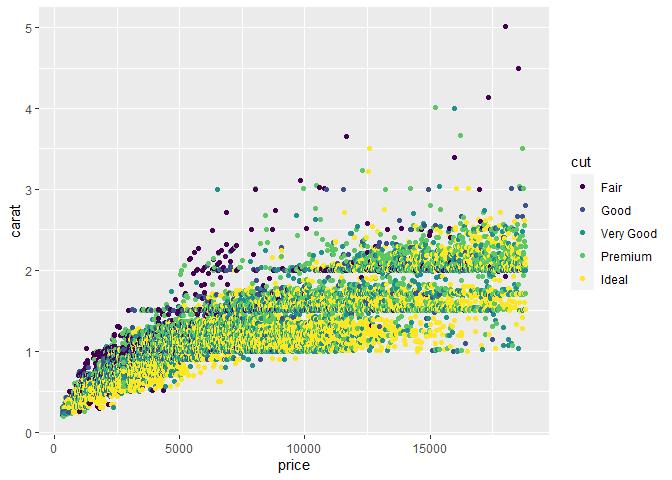 5
4
3
2
1
0
carat
0
5000
10000
15000
price
cut
Fair
Good
Very Good
Premium
Ideal